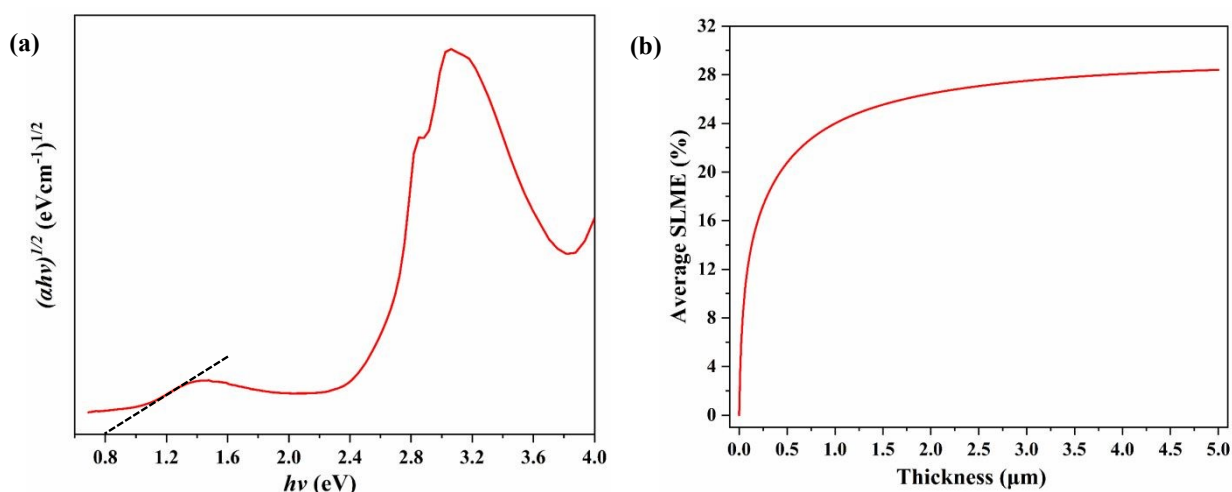 (a)
(αhν)^1/2 (eVcm^-1)^1/2
0.8 1.2 1.6 2.0 2.4 2.8 3.2 3.6 4.0
hν (eV)
(b)
Average SLME (%)
32
28
24
20
16
12
8
4
0
0.0 0.5 1.0 1.5 2.0 2.5 3.0 3.5 4.0 4.5 5.0
Thickness (μm)